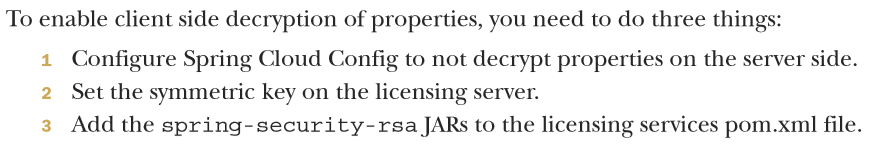 To enable client side decryption of properties, you need to do three things:
1 Configure Spring Cloud Config to not decrypt properties on the server side.
2 Set the symmetric key on the licensing server.
3 Add the spring-security-rsa JARs to the licensing services pom.xml file.